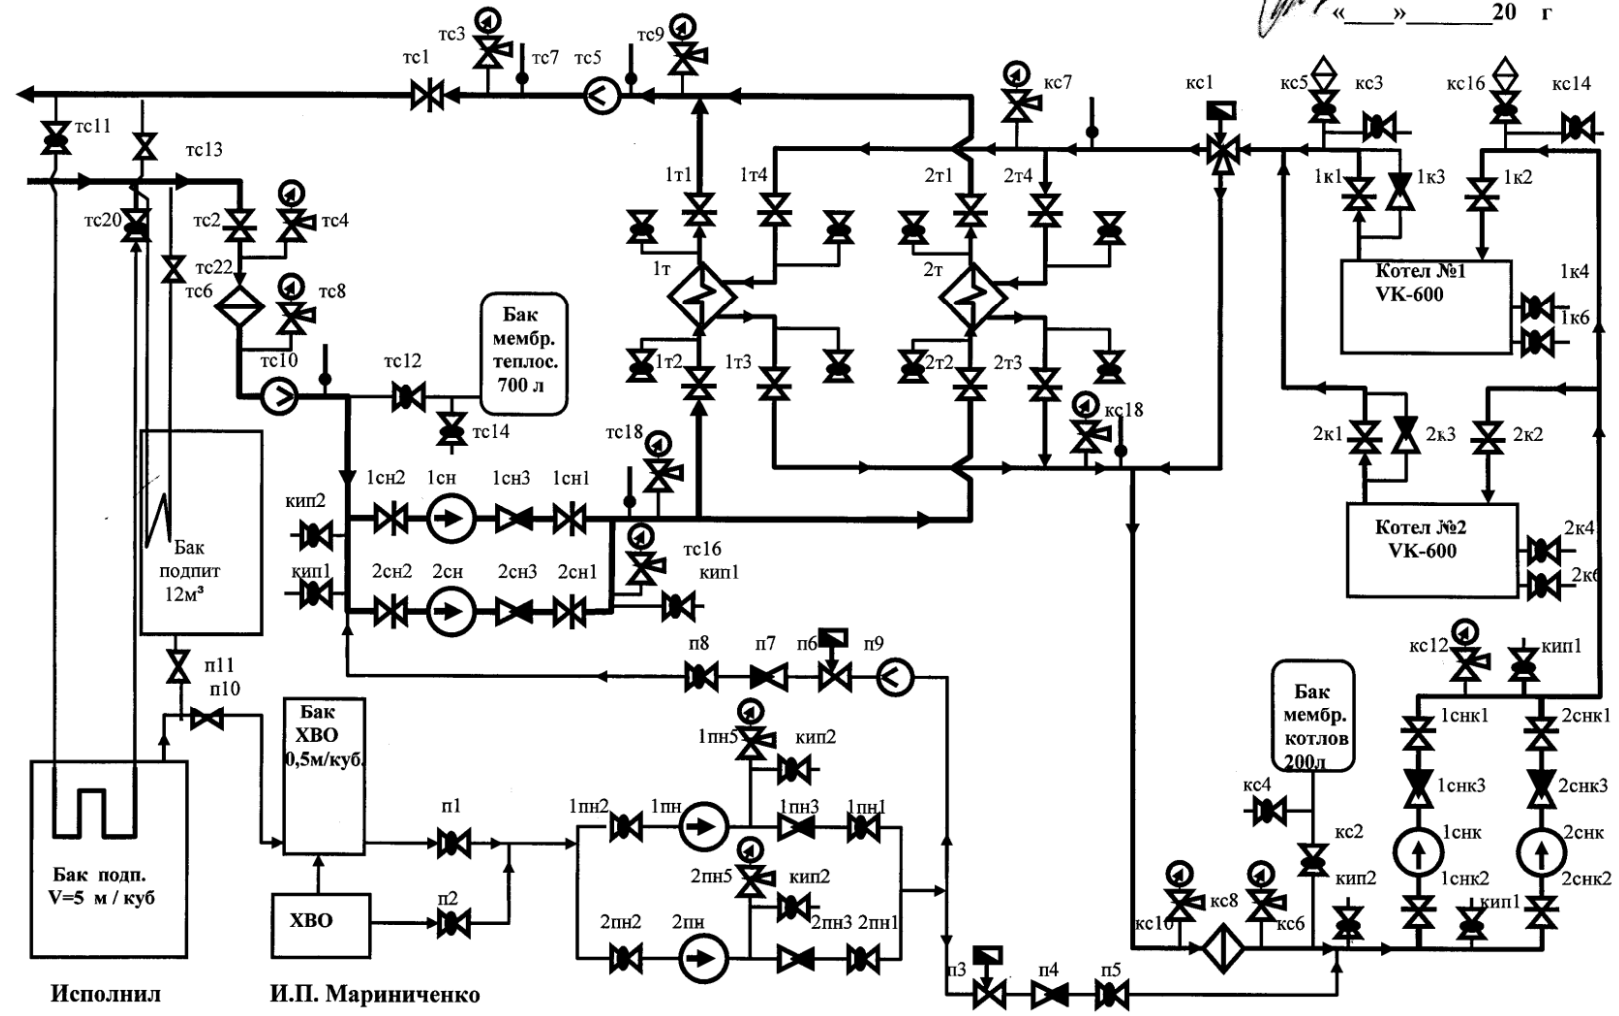 «____»_______20 г
тс3
тс7
тс5
тс9
тс1
кс7
кс1
кс5
кс3
кс16
кс14
тс11
тс13
1т1
1т4
2т1
2т4
1к1
1к3
1к2
тс20
тс2
тс4
тс22
тс6
тс8
1т
2т
Котел №1
VK-600
1к4
1к6
Бак
мембр.
теплос.
700 л
тс10
тс12
тс14
1т2
1т3
2т2
2т3
тс18
кс18
2к1
2к3
2к2
1сн2
1сн
1сн3
1сн1
кип2
кип1
2сн2
2сн
2сн3
2сн1
тс16
кип1
Бак
подпит
12м³
Котел №2
VK-600
2к4
2к6
п11
п10
п8
п7
п6
п9
кс12
кип1
Бак
ХВО
0,5м/куб.
1пн5
кип2
Бак
мембр.
котлов
200л
1снк1
2снк1
кс4
1снк3
2снк3
п1
1пн2
1пн
1пн3
1пн1
кс2
1снк
2снк
Бак подп.
V=5 м / куб
2пн5
кип2
кип2
1снк2
2снк2
кип1
ХВО
п2
2пн2
2пн
2пн3
2пн1
кс10
кс8
кс6
п3
п4
п5
Исполнил
И.П. Мариниченко